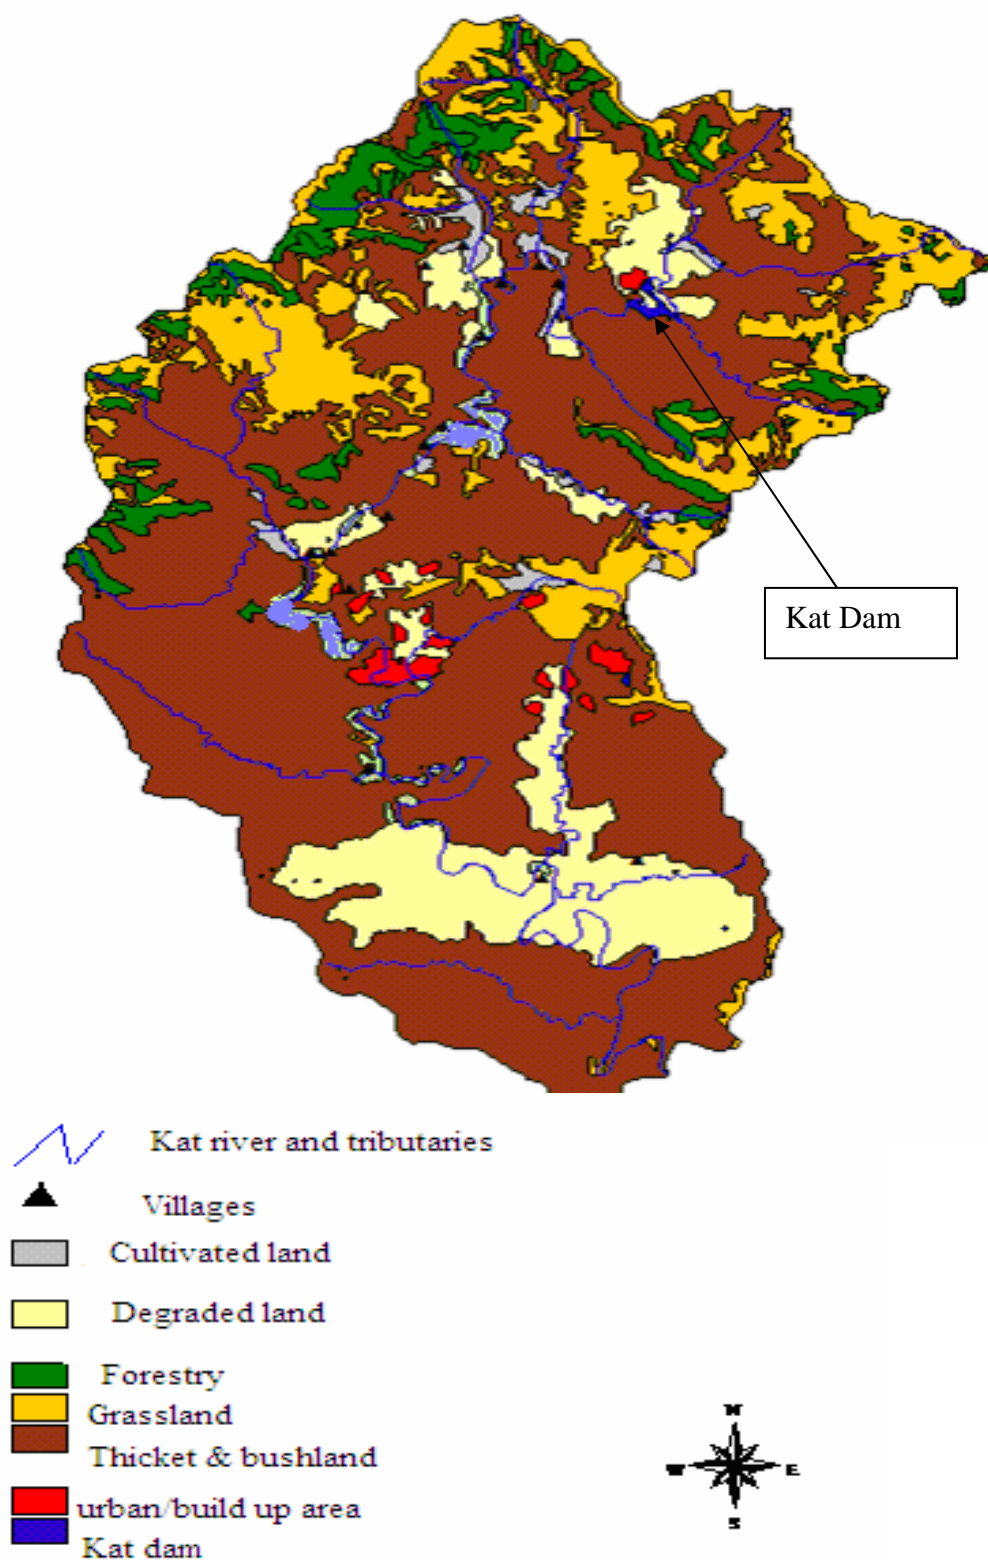 Kat Dam
Kat river and tributaries
Villages
Cultivated land
Degraded land
Forestry
Grassland
Thicket & bushland
urban/build up area
Kat dam
N
W E
S